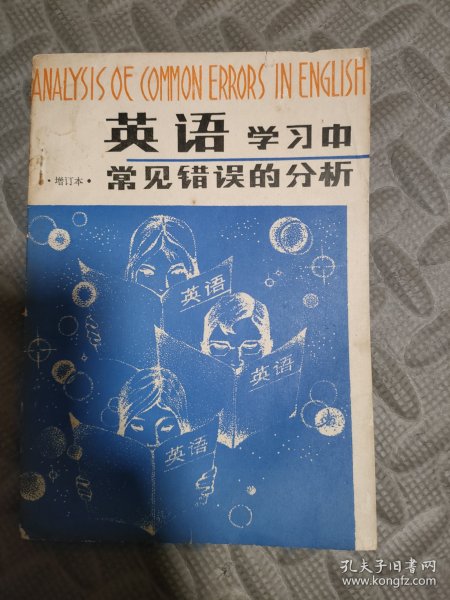 ANALYSIS OF COMMON ERRORS IN ENGLISH
英语 学习中
·增订本· 常见错误的分析
英语
英语
英语
孔夫子旧书网
www.kongfz.com